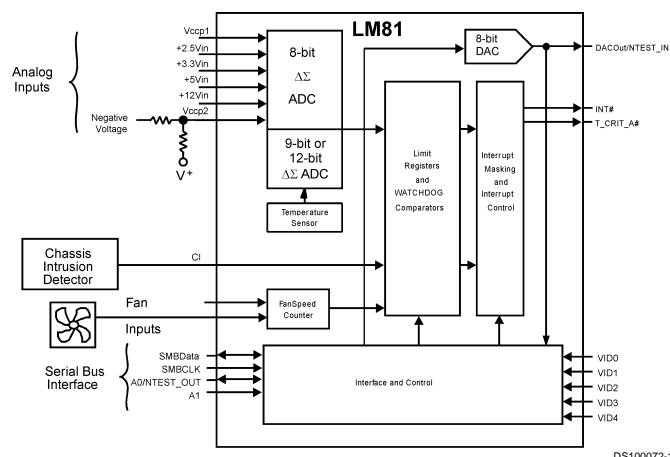 LM81
Vccp1
+2.5Vin
+3.3Vin
+5Vin
+12Vin
Vccp2
Analog
Inputs
Negative
Voltage
V+
8-bit
ΔΣ
ADC
9-bit or
12-bit
ΔΣ ADC
Temperature
Sensor
8-bit
DAC
DACOut/NTEST_IN
INT#
T_CRIT_A#
Limit
Registers
and
WATCHDOG
Comparators
Interrupt
Masking
and
Interrupt
Control
Chassis
Intrusion
Detector
CI
Fan
Inputs
FanSpeed
Counter
Serial Bus
Interface
SMBData
SMBCLK
A0/NTEST_OUT
A1
Interface and Control
VID0
VID1
VID2
VID3
VID4